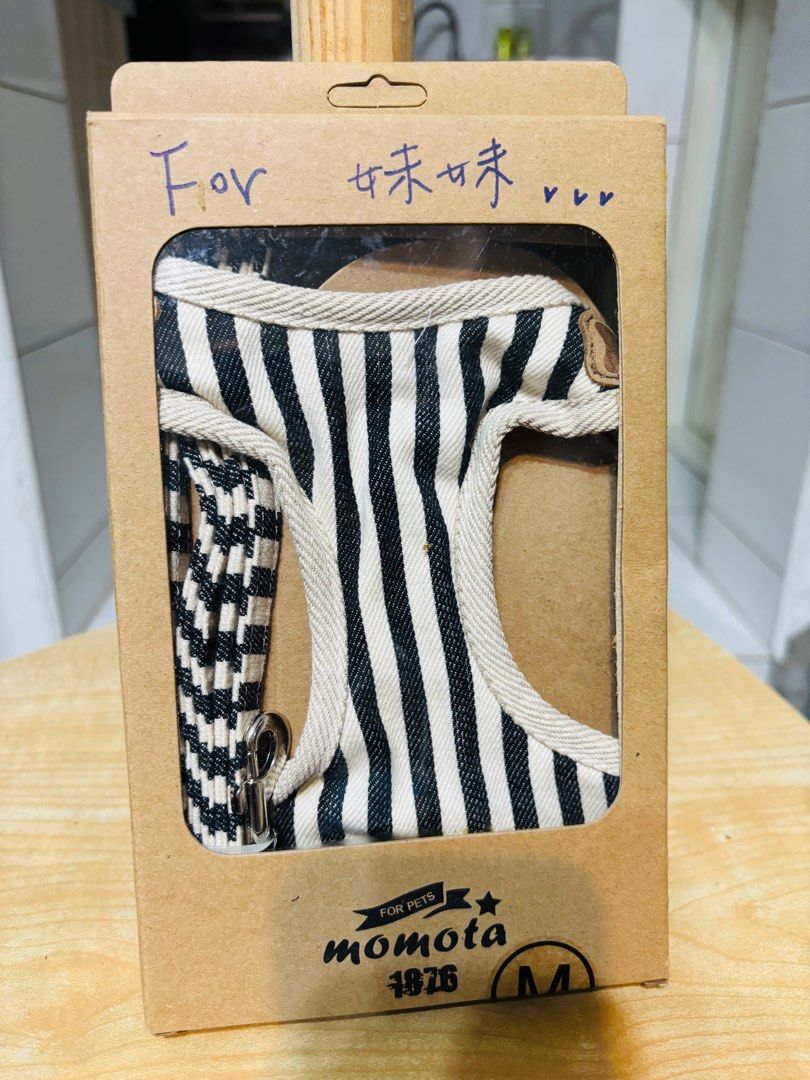 For 妹妹...
FOR PETS
momota
1976
M